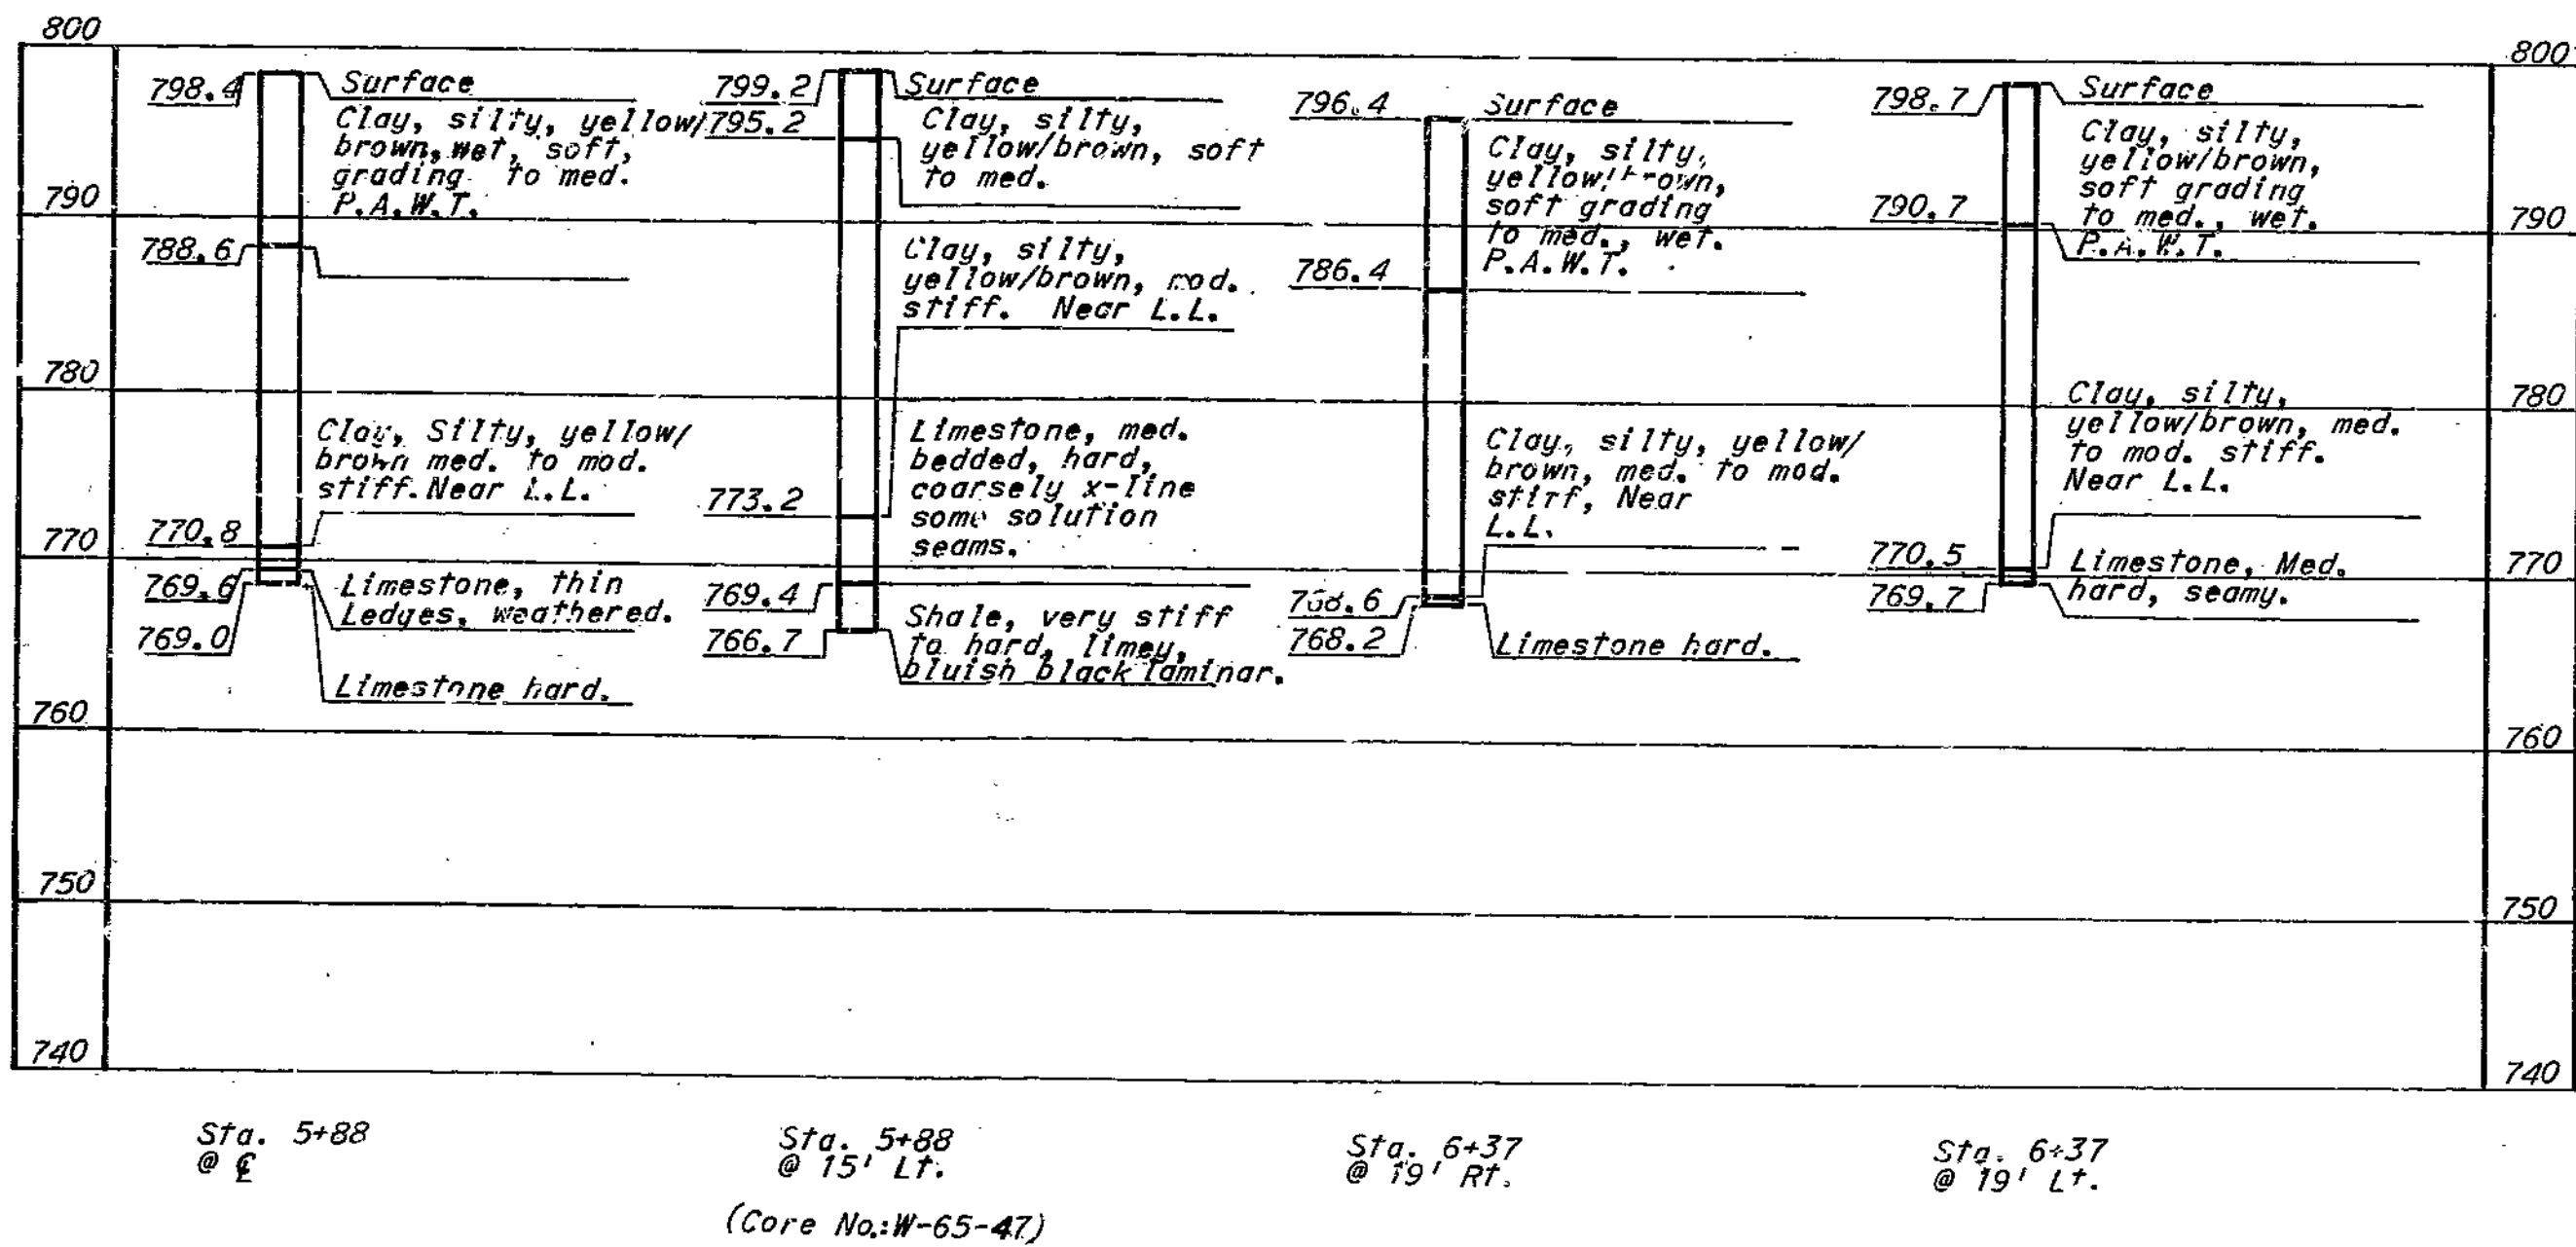 800
800
798.4
Surface
Clay, silty, yellow/
brown, wet, soft,
grading to med.
P.A.W.T.
790
788.6
780
Clay, Silty, yellow/
brown med. to mod.
stiff. Near L.L.
770.8
770
769.6
Limestone, thin
Ledges, weathered.
769.0
Limestone hard.
760
750
740
799.2
Surface
795.2
Clay, silty,
yellow/brown, soft
to med.
Clay, silty,
yellow/brown, mod.
stiff. Near L.L.
Limestone, med.
bedded, hard,
coarsely x-line
some solution
seams.
773.2
769.4
Shale, very stiff
to hard, limey,
bluish black laminar.
766.7
796.4
Surface
Clay, silty,
yellow/brown,
soft grading
to med., wet.
P.A.W.T.
786.4
Clay, silty, yellow/
brown, med. to mod.
stiff, Near
L.L.
768.6
768.2
Limestone hard.
798.7
Surface
Clay, silty,
yellow/brown,
soft grading
to med., wet.
P.A.W.T.
790.7
790
780
Clay, silty,
yellow/brown, med.
to mod. stiff.
Near L.L.
770.5
Limestone, Med.
hard, seamy.
769.7
770
760
750
740
Sta. 5+88
@ ℄
Sta. 5+88
@ 15' Lt.
(Core No.:W-65-47)
Sta. 6+37
@ 19' Rt.
Sta. 6+37
@ 19' Lt.